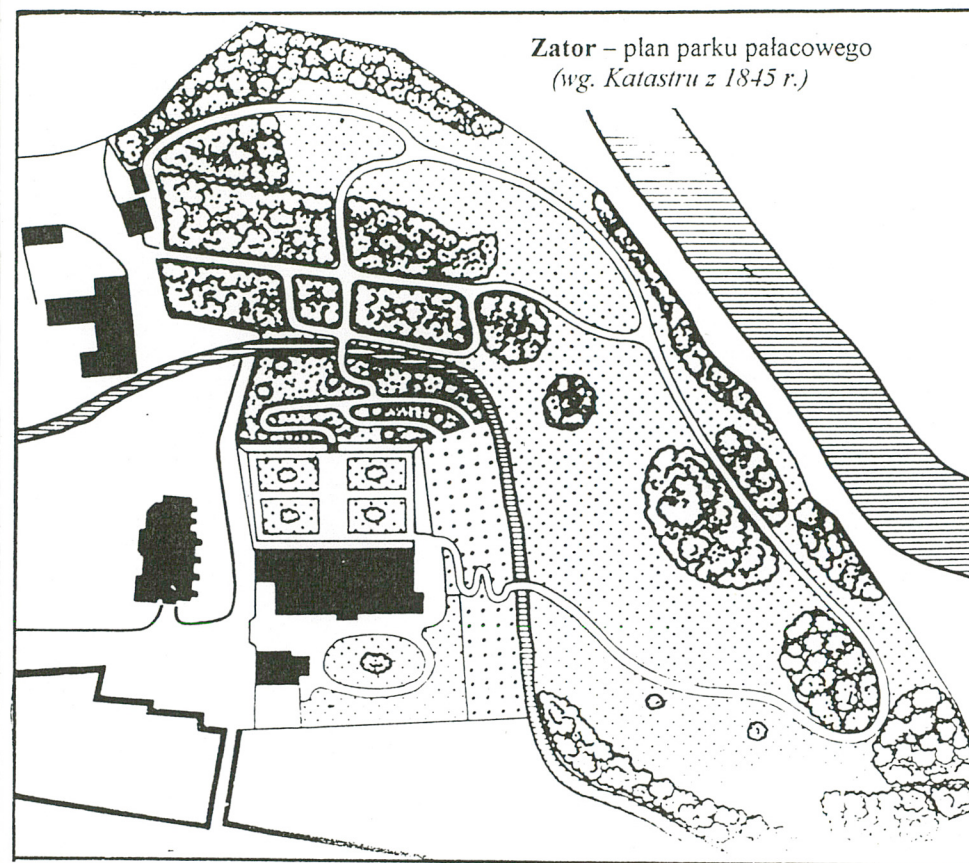 Zator – plan parku pałacowego
(wg. Katastru z 1845 r.)